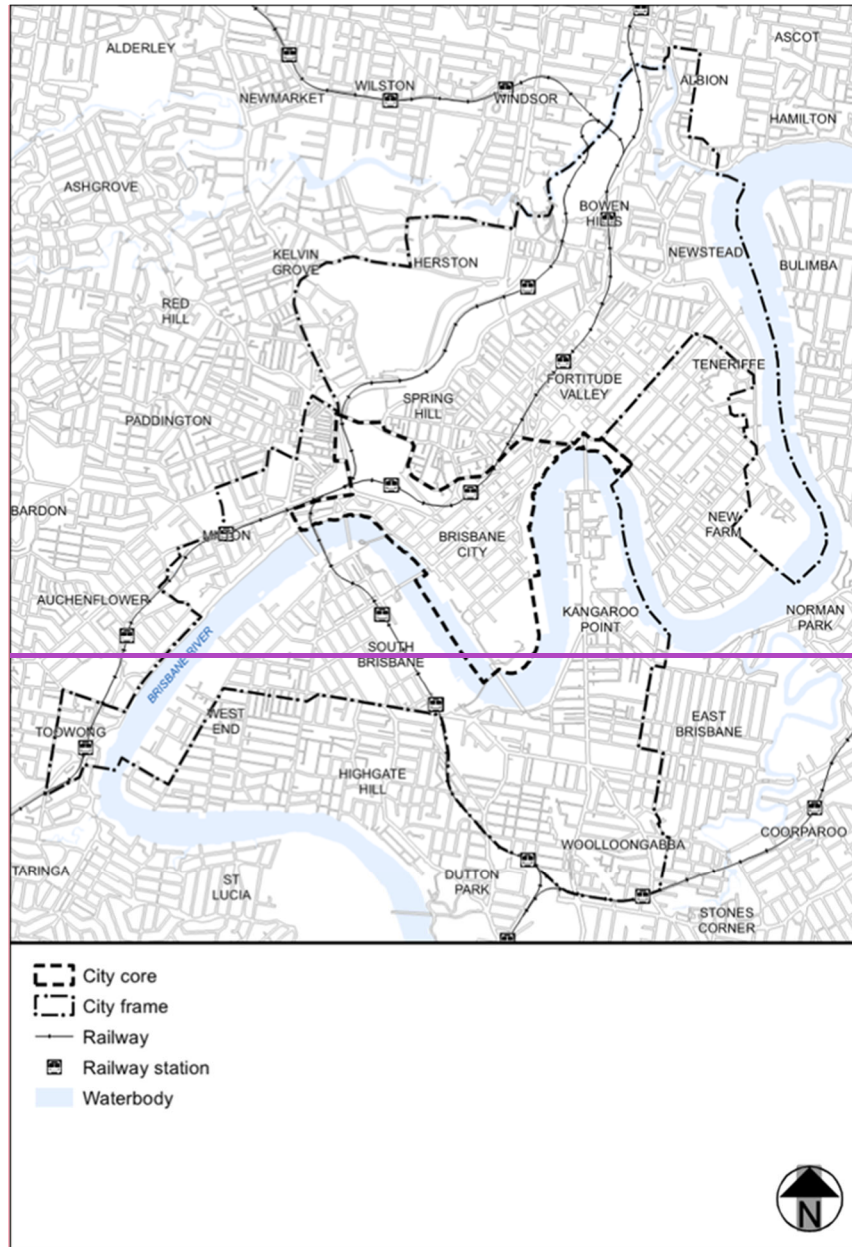 ASCOT
ALDERLEY
ALBION
WILSTON
NEWMARKET
WINDSOR
HAMILTON
ASHGROVE
BOWEN
HILLS
NEWSTEAD
KELVIN
GROVE
HERSTON
BULIMBA
RED
HILL
TENERIFFE
FORTITUDE
VALLEY
SPRING
HILL
PADDINGTON
BARDON
NEW
FARM
MILTON
BRISBANE
CITY
AUCHENFLOWER
KANGAROO
POINT
NORMAN
PARK
BRISBANE RIVER
SOUTH
BRISBANE
WEST
END
EAST
BRISBANE
TOOWONG
HIGHGATE
HILL
COORPAROO
WOOLLOONGABBA
TARINGA
DUTTON
PARK
ST
LUCIA
STONES
CORNER
City core
City frame
Railway
Railway station
Waterbody
N